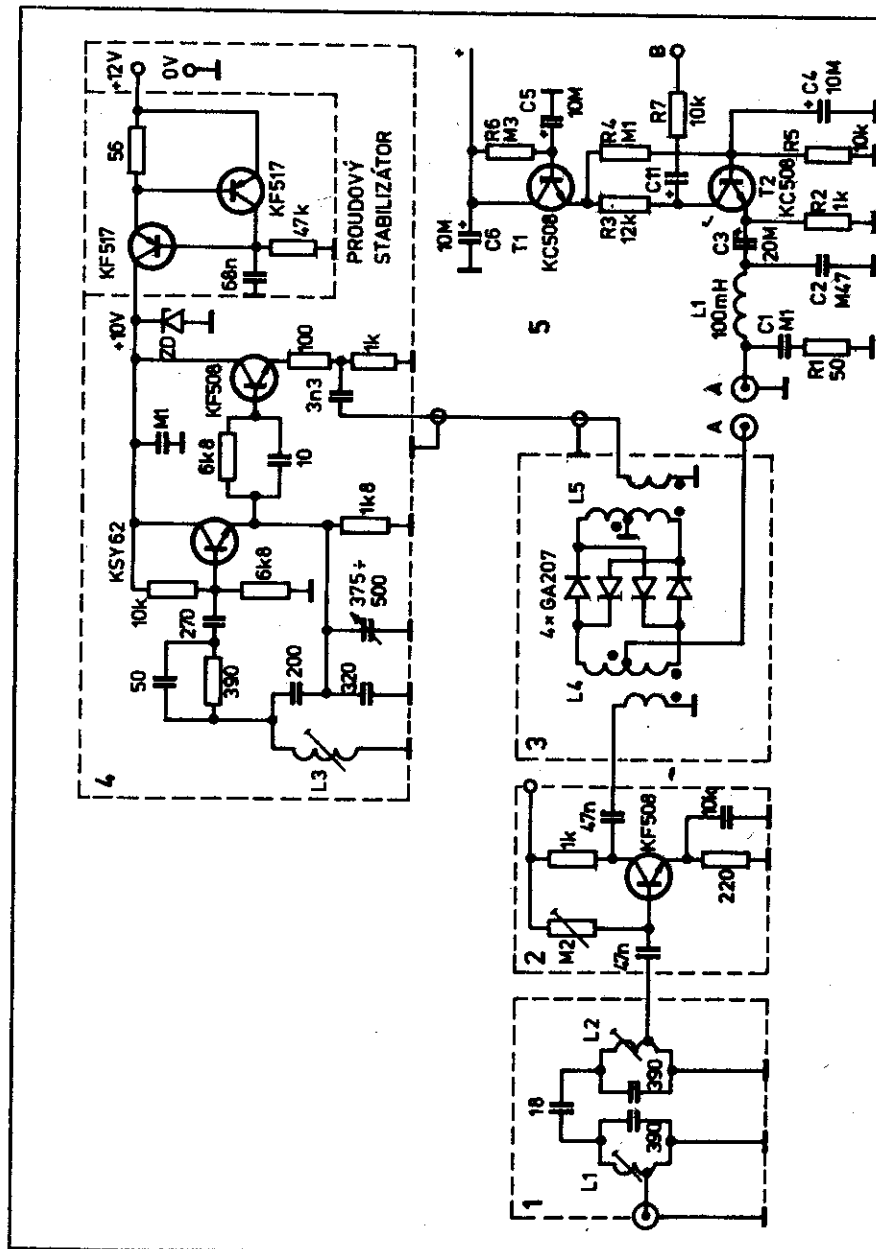 4
50
390
L3
200
320
270
10k
6k8
375÷
500
KSY62
1k8
M1
6k8
10
KF508
3n3
100
1k
+10V
ZD
68n
47k
KF517
KF517
56
+12V
0V
PROUDOVÝ
STABILIZÁTOR
1
L1
390
18
390
L2
2
M2
47n
1k
47n
KF508
220
10k
3
L4
4×GA207
L5
A
A
5
R1
50
C1
M1
L1
100mH
C2
M47
C3
20M
R2
1k
T2
KC508
R5
10k
C4
10M
+
10M
+
C6
T1
KC508
R6
M3
C5
+
10M
R3
12k
R4
M1
C11
+
R7
10k
B
+